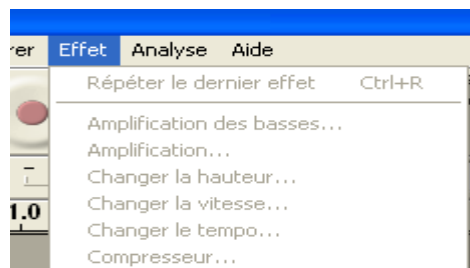 rer Effet Analyse Aide
Répéter le dernier effet Ctrl+R
Amplification des basses...
Amplification...
Changer la hauteur...
1.0 Changer la vitesse...
Changer le tempo...
Compresseur...